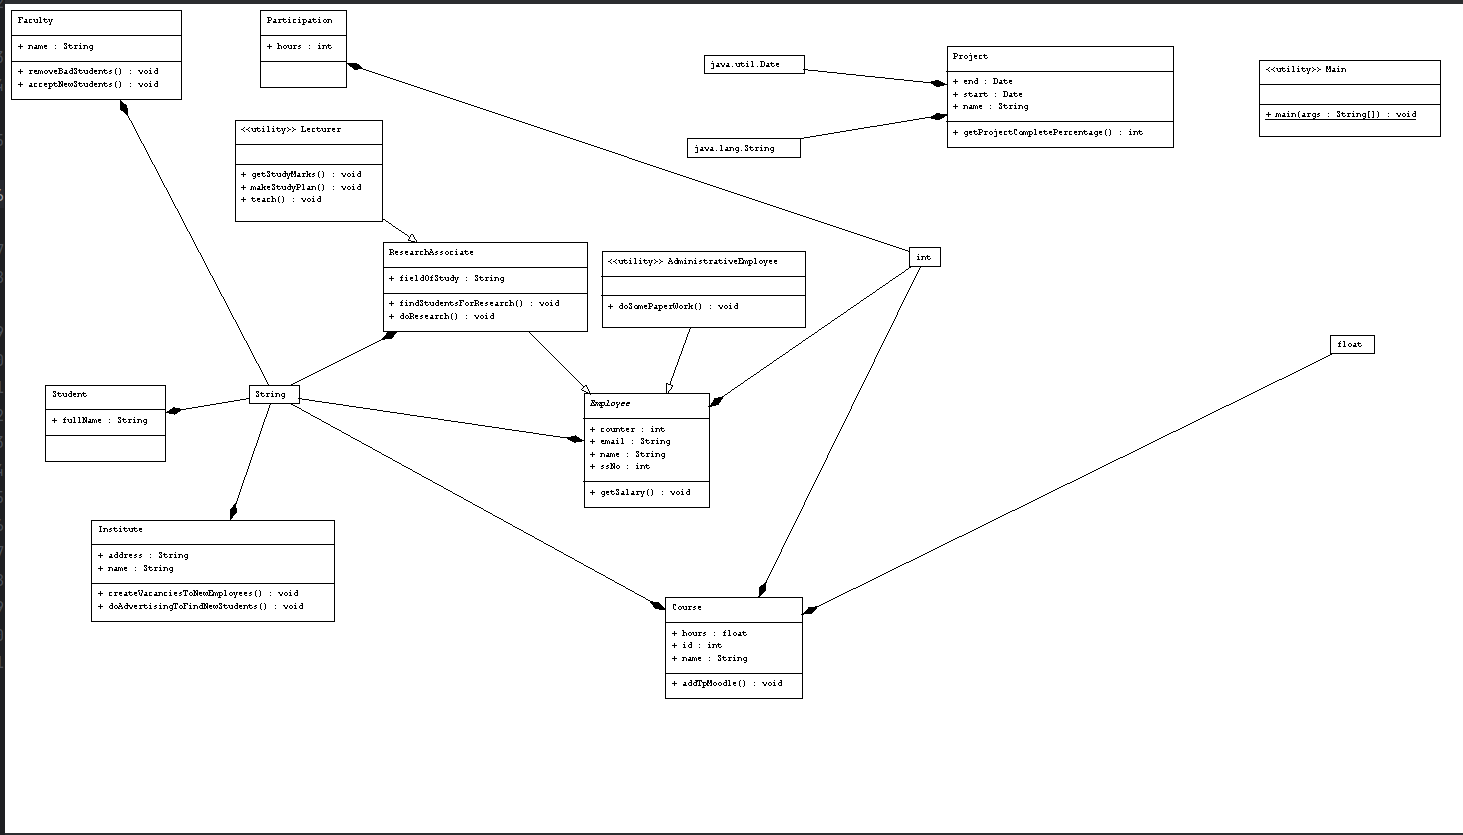 Faculty
+ name : String
+ removeBadStudents() : void
+ acceptNewStudents() : void
Participation
+ hours : int
java.util.Date
java.lang.String
Project
+ end : Date
+ start : Date
+ name : String
+ getProjectCompletePercentage() : int
<<utility>> Main
+ main(args : String[]) : void
<<utility>> Lecturer
+ getStudyMarks() : void
+ makeStudyPlan() : void
+ teach() : void
ResearchAssociate
+ fieldOfStudy : String
+ findStudentsForResearch() : void
+ doResearch() : void
<<utility>> AdministrativeEmployee
+ doSomePaperWork() : void
int
float
Student
+ fullName : String
String
Employee
+ counter : int
+ email : String
+ name : String
+ ssNo : int
+ getSalary() : void
Institute
+ address : String
+ name : String
+ createVacanciesToNewEmployees() : void
+ doAdvertisingToFindNewStudents() : void
Course
+ hours : float
+ id : int
+ name : String
+ addTpMoodle() : void